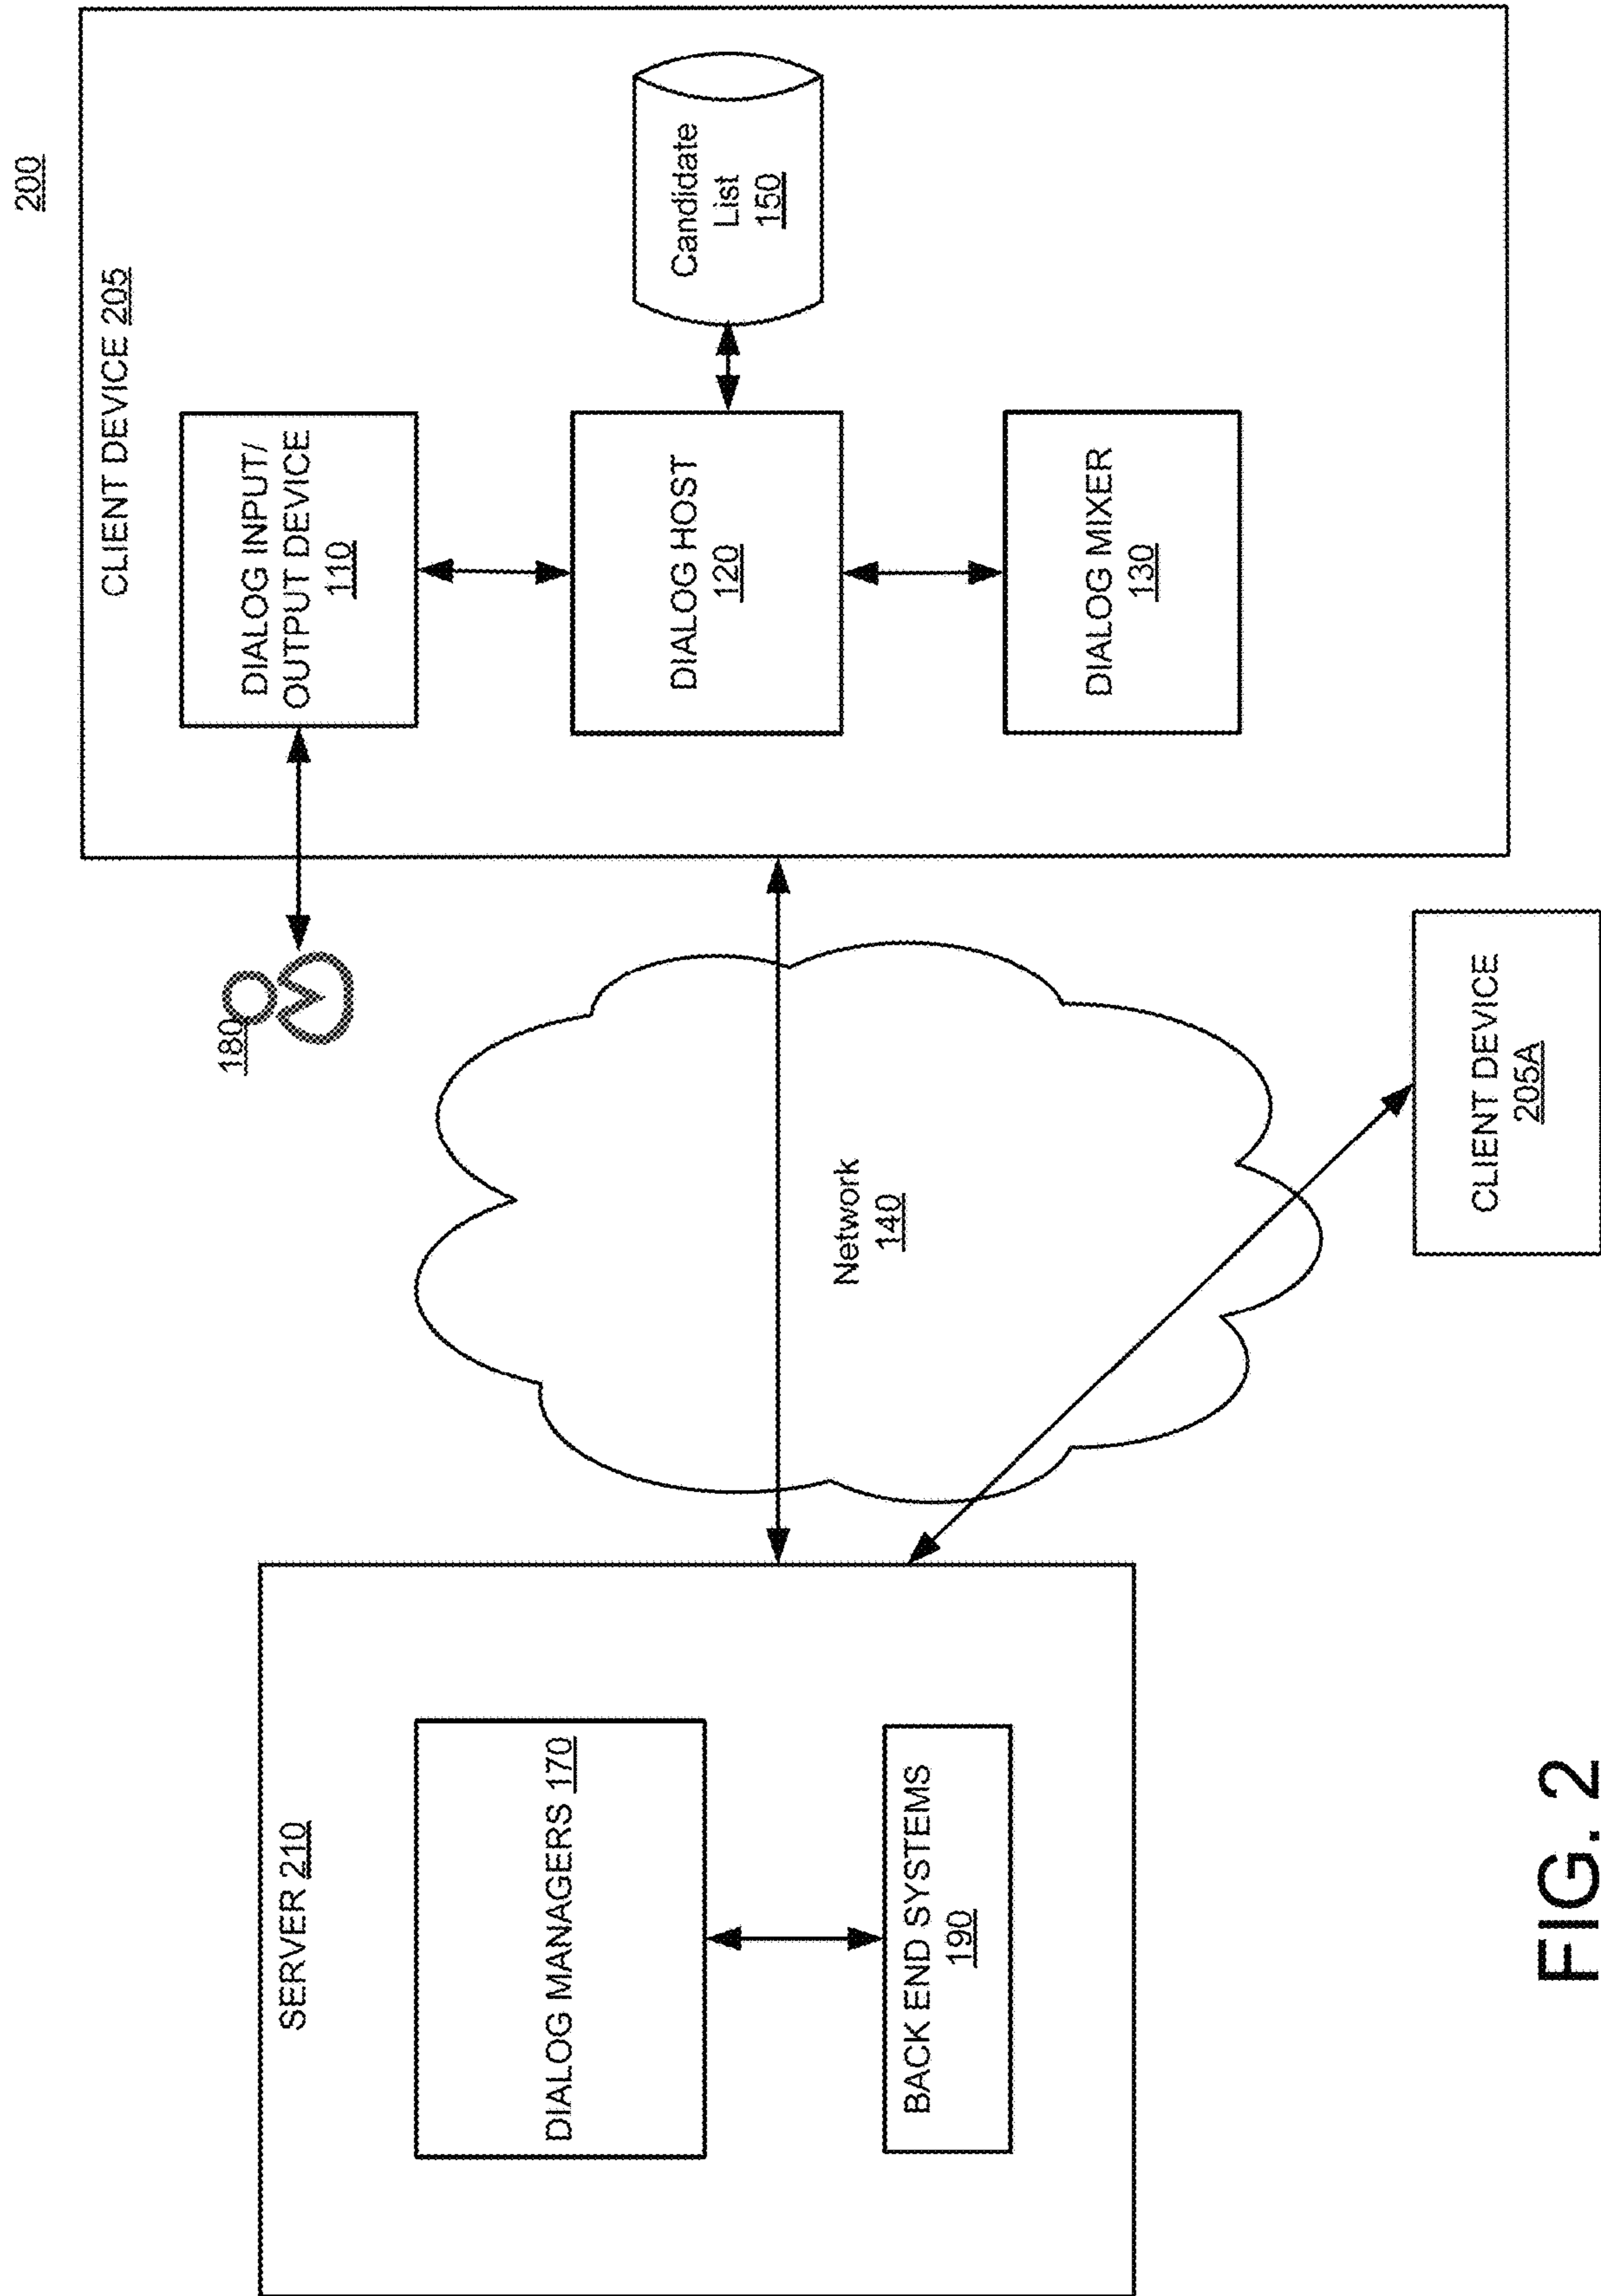 200
CLIENT DEVICE 205
DIALOG INPUT/
OUTPUT DEVICE
110
180
DIALOG HOST
120
Candidate
List
150
DIALOG MIXER
130
SERVER 210
DIALOG MANAGERS 170
BACK END SYSTEMS
190
Network
140
CLIENT DEVICE
205A
FIG. 2